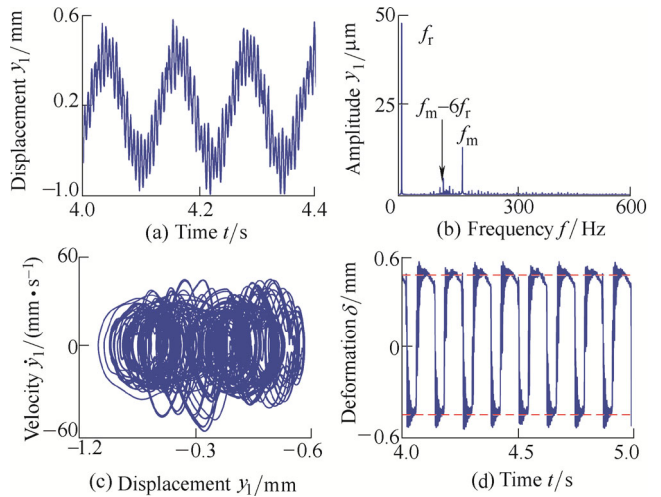 0.6
0.2
−1.0
Displacement y₁/ mm
4.0 4.2 4.4
(a) Time t/s
50
25
0
Amplitude y₁/μm
fᵣ
fₘ−6fᵣ
fₘ
0 300 600
(b) Frequency f/ Hz
60
0
−60
Velocity ẏ₁/(mm•s⁻¹)
−1.2 −0.3 −0.6
(c) Displacement y₁/mm
0.6
0
−0.6
Deformation δ/mm
4.0 4.5 5.0
(d) Time t/s